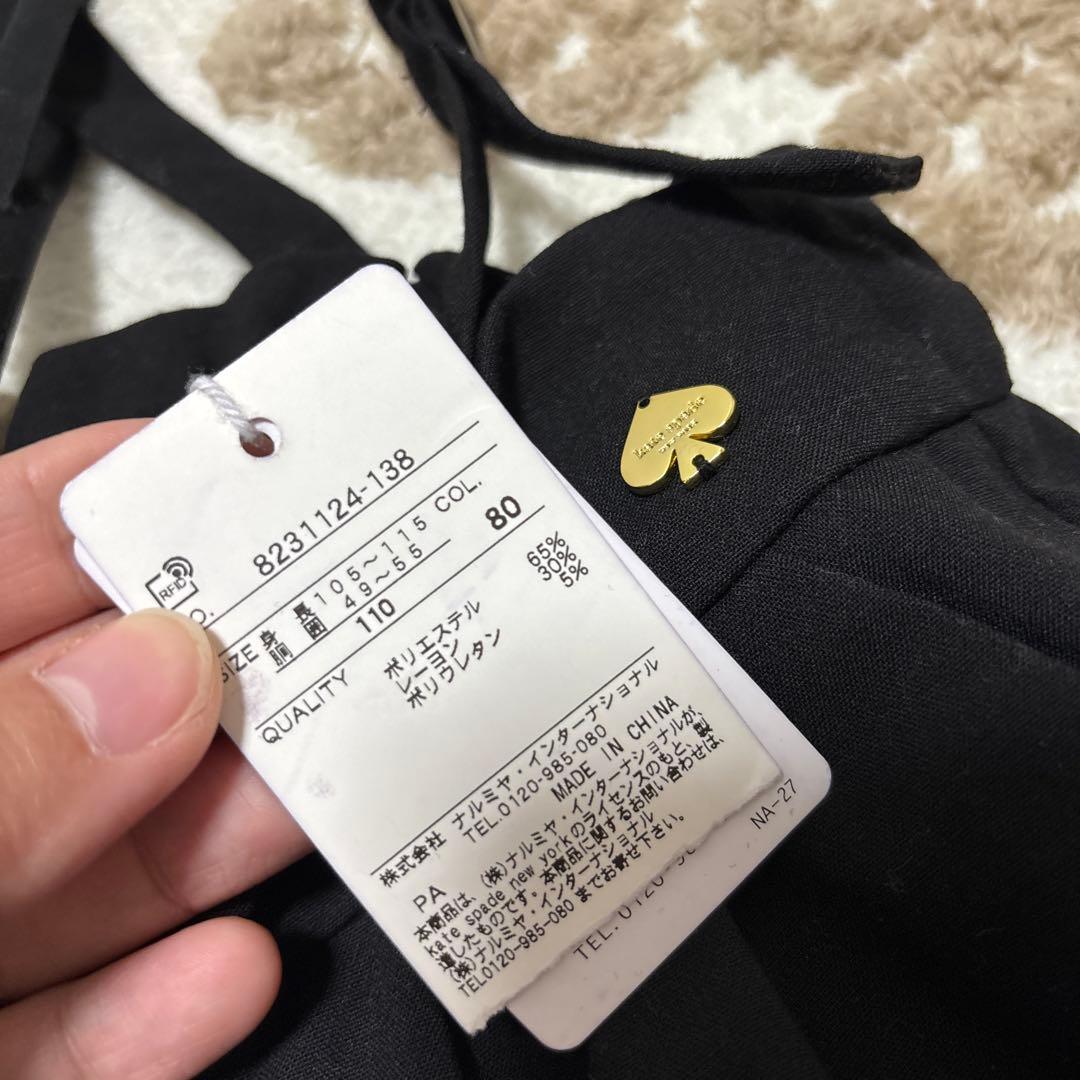 kate spade
NEW YORK
RFID
O.
8231124-138
SIZE
身長 105~115 COL.
胴囲 49~55
110
80
QUALITY
ポリエステル 65%
レーヨン 30%
ポリウレタン 5%
株式会社 ナルミヤ・インターナショナル
TEL.0120-985-080
MADE IN CHINA
PA
本商品は、(株)ナルミヤ・インターナショナルが、
kate spade new yorkのライセンスのもと、製
造したものです。本商品に関するお問い合わせは、
(株)ナルミヤ・インターナショナル
TEL0120-985-080 までお寄せ下さい。
TEL. 0120-98
NA-27